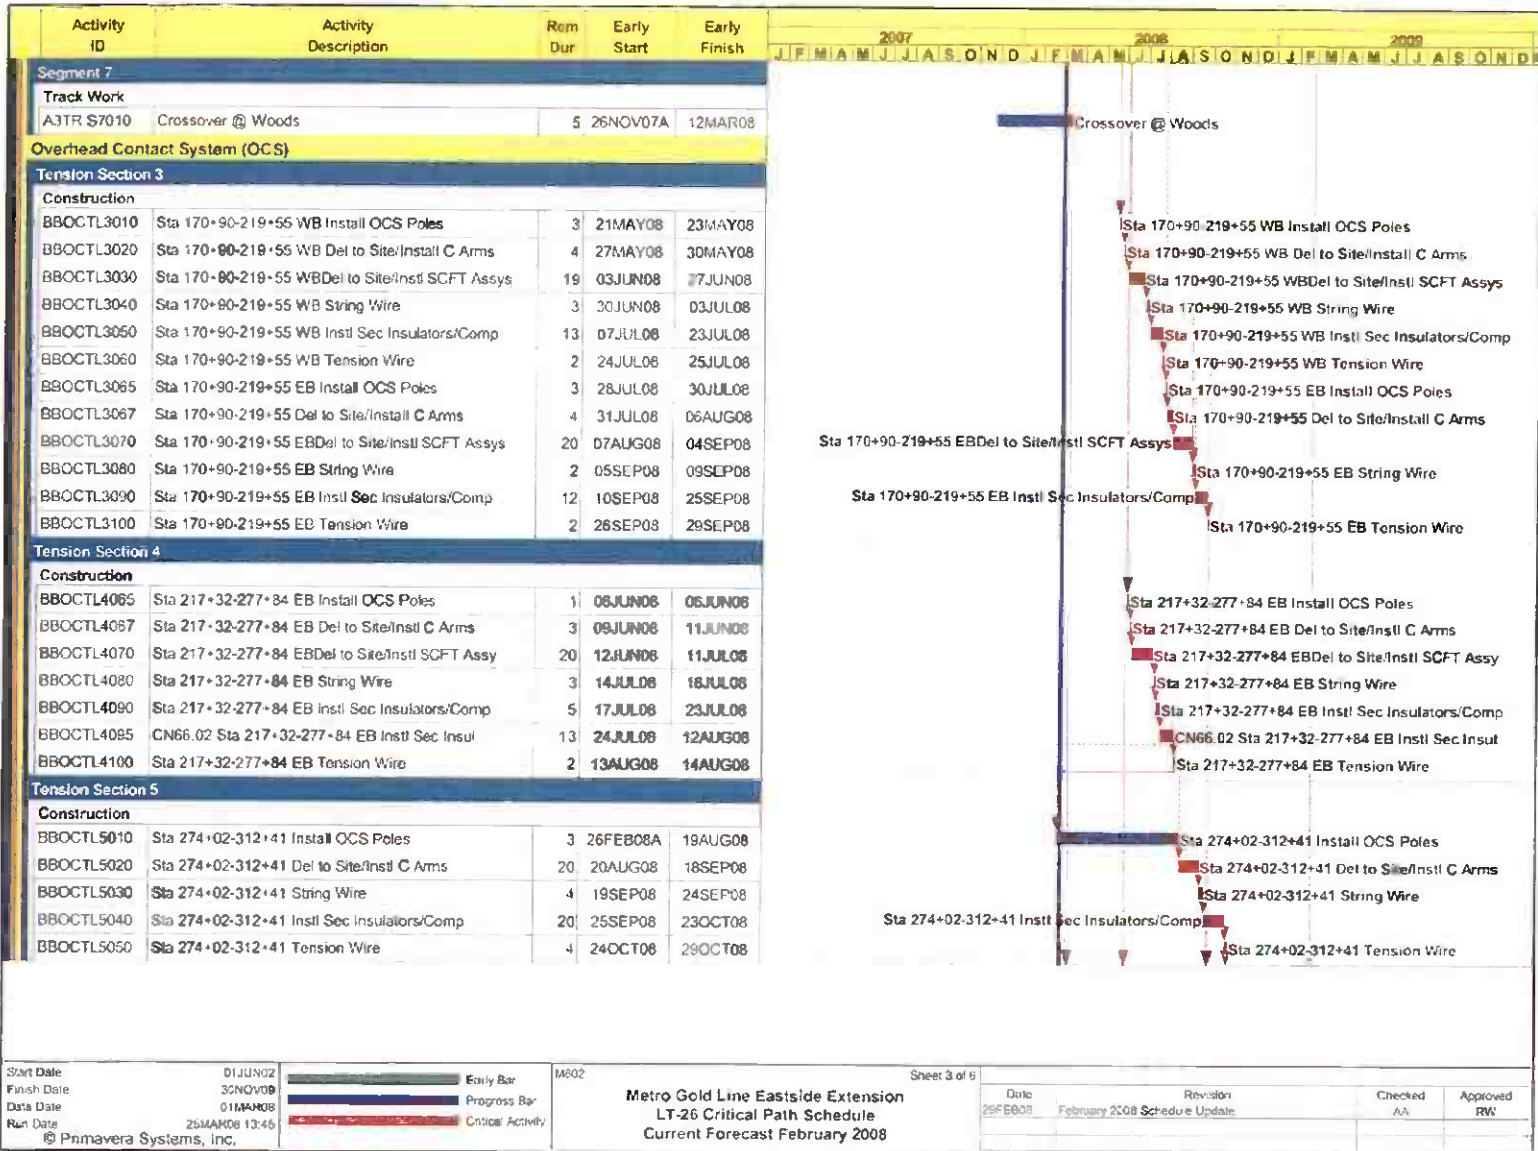 Activity ID Activity Description Rem Dur Early Start Early Finish
2007 2008 2009
J F M A M J J A S O N D J F M A M J J A S O N D J F M A M J J A S O N D
Segment 7
Track Work
A3TR S7010 Crossover @ Woods 5 26NOV07A 12MAR08 Crossover @ Woods
Overhead Contact System (OCS)
Tension Section 3
Construction
BBOCTL3010 Sta 170+90-219+55 WB Install OCS Poles 3 21MAY08 23MAY08 Sta 170+90-219+55 WB Install OCS Poles
BBOCTL3020 Sta 170+90-219+55 WB Del to Site/Install C Arms 4 27MAY08 30MAY08 Sta 170+90-219+55 WB Del to Site/Install C Arms
BBOCTL3030 Sta 170+90-219+55 WBDel to Site/Instl SCFT Assys 19 03JUN08 27JUN08 Sta 170+90-219+55 WBDel to Site/Instl SCFT Assys
BBOCTL3040 Sta 170+90-219+55 WB String Wire 3 30JUN08 03JUL08 Sta 170+90-219+55 WB String Wire
BBOCTL3050 Sta 170+90-219+55 WB Instl Sec Insulators/Comp 13 07JUL08 23JUL08 Sta 170+90-219+55 WB Instl Sec Insulators/Comp
BBOCTL3060 Sta 170+90-219+55 WB Tension Wire 2 24JUL08 25JUL08 Sta 170+90-219+55 WB Tension Wire
BBOCTL3065 Sta 170+90-219+55 EB Install OCS Poles 3 28JUL08 30JUL08 Sta 170+90-219+55 EB Install OCS Poles
BBOCTL3067 Sta 170+90-219+55 Del to Site/Install C Arms 4 31JUL08 06AUG08 Sta 170+90-219+55 Del to Site/Install C Arms
BBOCTL3070 Sta 170+90-219+55 EBDel to Site/Instl SCFT Assys 20 07AUG08 04SEP08 Sta 170+90-219+55 EBDel to Site/Instl SCFT Assys
BBOCTL3080 Sta 170+90-219+55 EB String Wire 2 05SEP08 09SEP08 Sta 170+90-219+55 EB String Wire
BBOCTL3090 Sta 170+90-219+55 EB Instl Sec Insulators/Comp 12 10SEP08 25SEP08 Sta 170+90-219+55 EB Instl Sec Insulators/Comp
BBOCTL3100 Sta 170+90-219+55 EB Tension Wire 2 26SEP08 29SEP08 Sta 170+90-219+55 EB Tension Wire
Tension Section 4
Construction
BBOCTL4065 Sta 217+32-277+84 EB Install OCS Poles 1 06JUN08 06JUN08 Sta 217+32-277+84 EB Install OCS Poles
BBOCTL4067 Sta 217+32-277+84 EB Del to Site/Instl C Arms 3 09JUN08 11JUN08 Sta 217+32-277+84 EB Del to Site/Instl C Arms
BBOCTL4070 Sta 217+32-277+84 EBDel to Site/Instl SCFT Assy 20 12JUN08 11JUL08 Sta 217+32-277+84 EBDel to Site/Instl SCFT Assy
BBOCTL4080 Sta 217+32-277+84 EB String Wire 3 14JUL08 16JUL08 Sta 217+32-277+84 EB String Wire
BBOCTL4090 Sta 217+32-277+84 EB Instl Sec Insulators/Comp 5 17JUL08 23JUL08 Sta 217+32-277+84 EB Instl Sec Insulators/Comp
BBOCTL4095 CN66.02 Sta 217+32-277+84 EB Instl Sec Insul 13 24JUL08 12AUG08 CN66.02 Sta 217+32-277+84 EB Instl Sec Insul
BBOCTL4100 Sta 217+32-277+84 EB Tension Wire 2 13AUG08 14AUG08 Sta 217+32-277+84 EB Tension Wire
Tension Section 5
Construction
BBOCTL5010 Sta 274+02-312+41 Install OCS Poles 3 26FEB08A 19AUG08 Sta 274+02-312+41 Install OCS Poles
BBOCTL5020 Sta 274+02-312+41 Del to Site/Instl C Arms 20 20AUG08 18SEP08 Sta 274+02-312+41 Del to Site/Instl C Arms
BBOCTL5030 Sta 274+02-312+41 String Wire 4 19SEP08 24SEP08 Sta 274+02-312+41 String Wire
BBOCTL5040 Sta 274+02-312+41 Instl Sec Insulators/Comp 20 25SEP08 23OCT08 Sta 274+02-312+41 Instl Sec Insulators/Comp
BBOCTL5050 Sta 274+02-312+41 Tension Wire 4 24OCT08 29OCT08 Sta 274+02-312+41 Tension Wire
Start Date 01JUN02
Finish Date 30NOV09
Data Date 01MAR08
Run Date 25MAR08 13:45
© Primavera Systems, Inc.
Early Bar
Progress Bar
Critical Activity
M602 Sheet 3 of 6
Metro Gold Line Eastside Extension
LT-26 Critical Path Schedule
Current Forecast February 2008
Date Revision Checked Approved
29FEB08 February 2008 Schedule Update AA RW